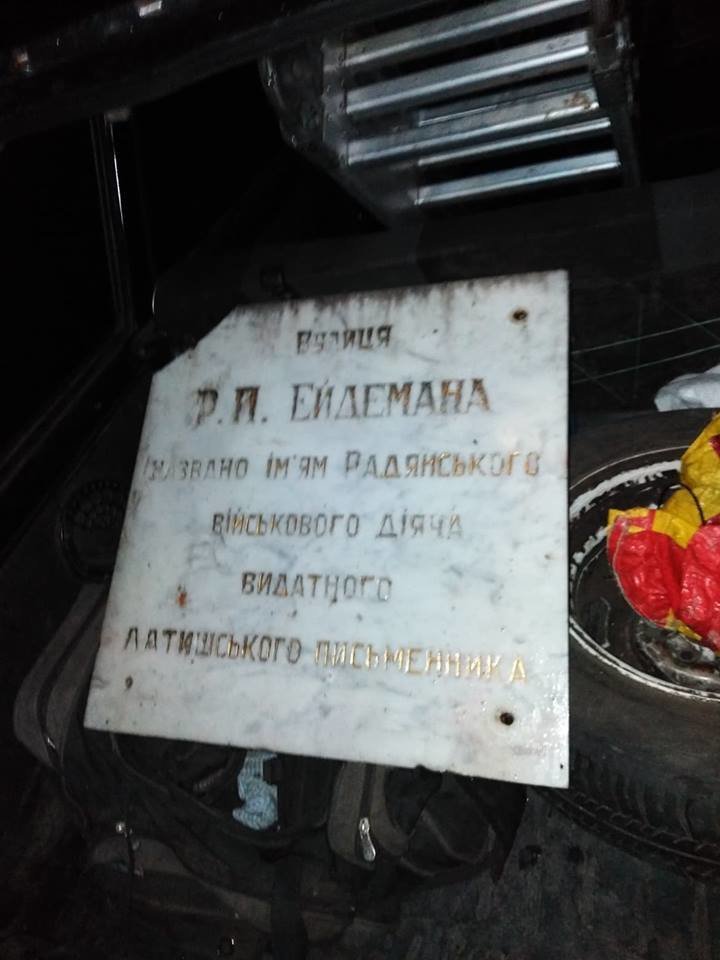 Вулиця
Р.П. ЕЙДЕМАНА
названо ім'ям Радянського
військового діяча
видатного
латишського письменника